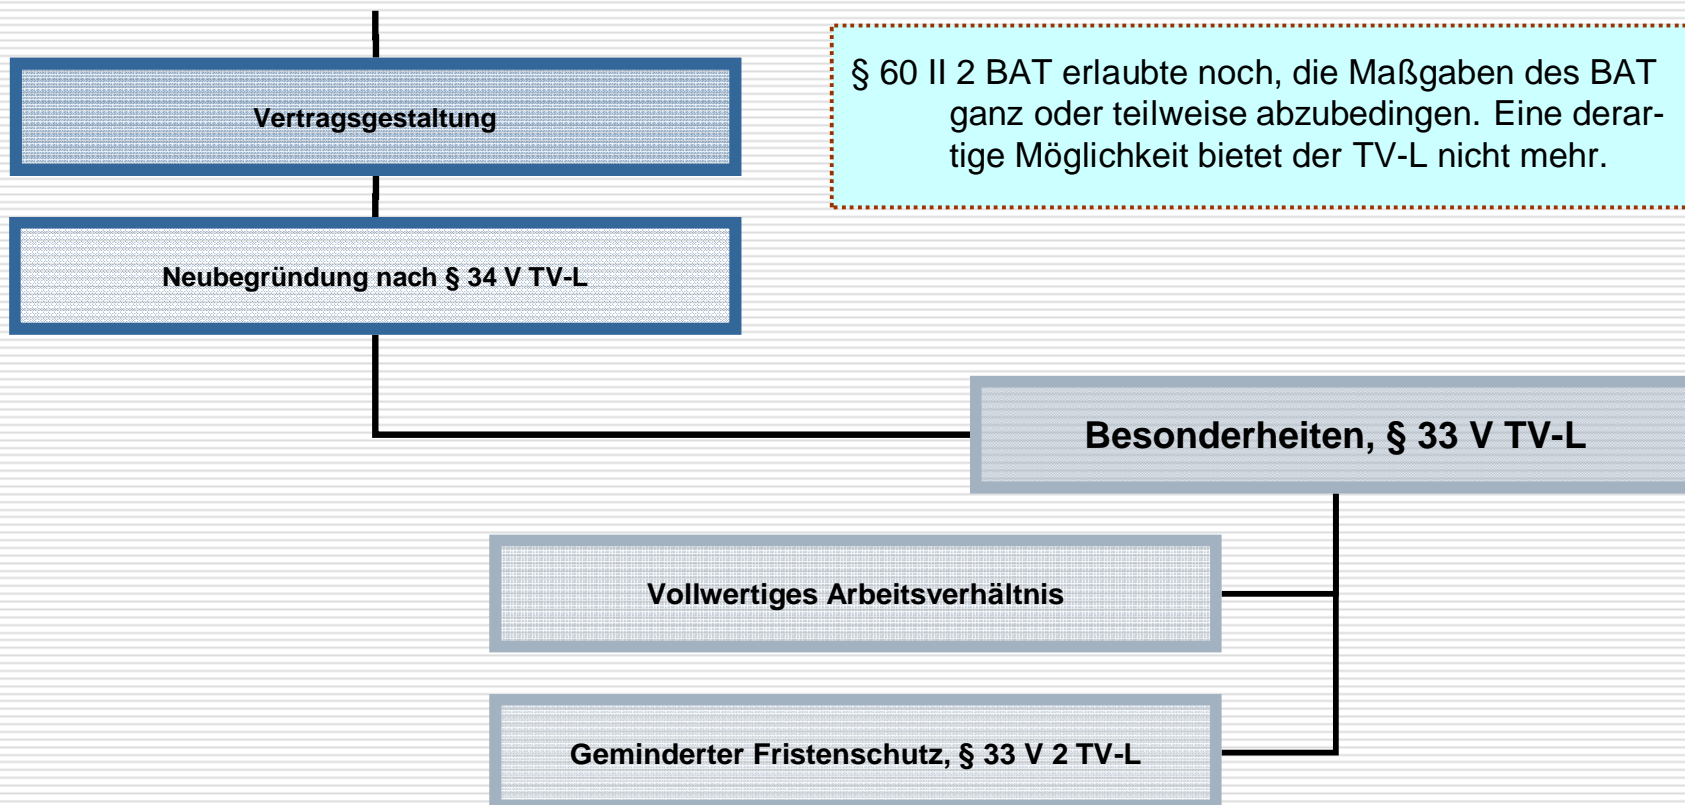 Vertragsgestaltung
§ 60 II 2 BAT erlaubte noch, die Maßgaben des BAT
ganz oder teilweise abzubedingen. Eine derar-
tige Möglichkeit bietet der TV-L nicht mehr.
Neubegründung nach § 34 V TV-L
Besonderheiten, § 33 V TV-L
Vollwertiges Arbeitsverhältnis
Geminderter Fristenschutz, § 33 V 2 TV-L